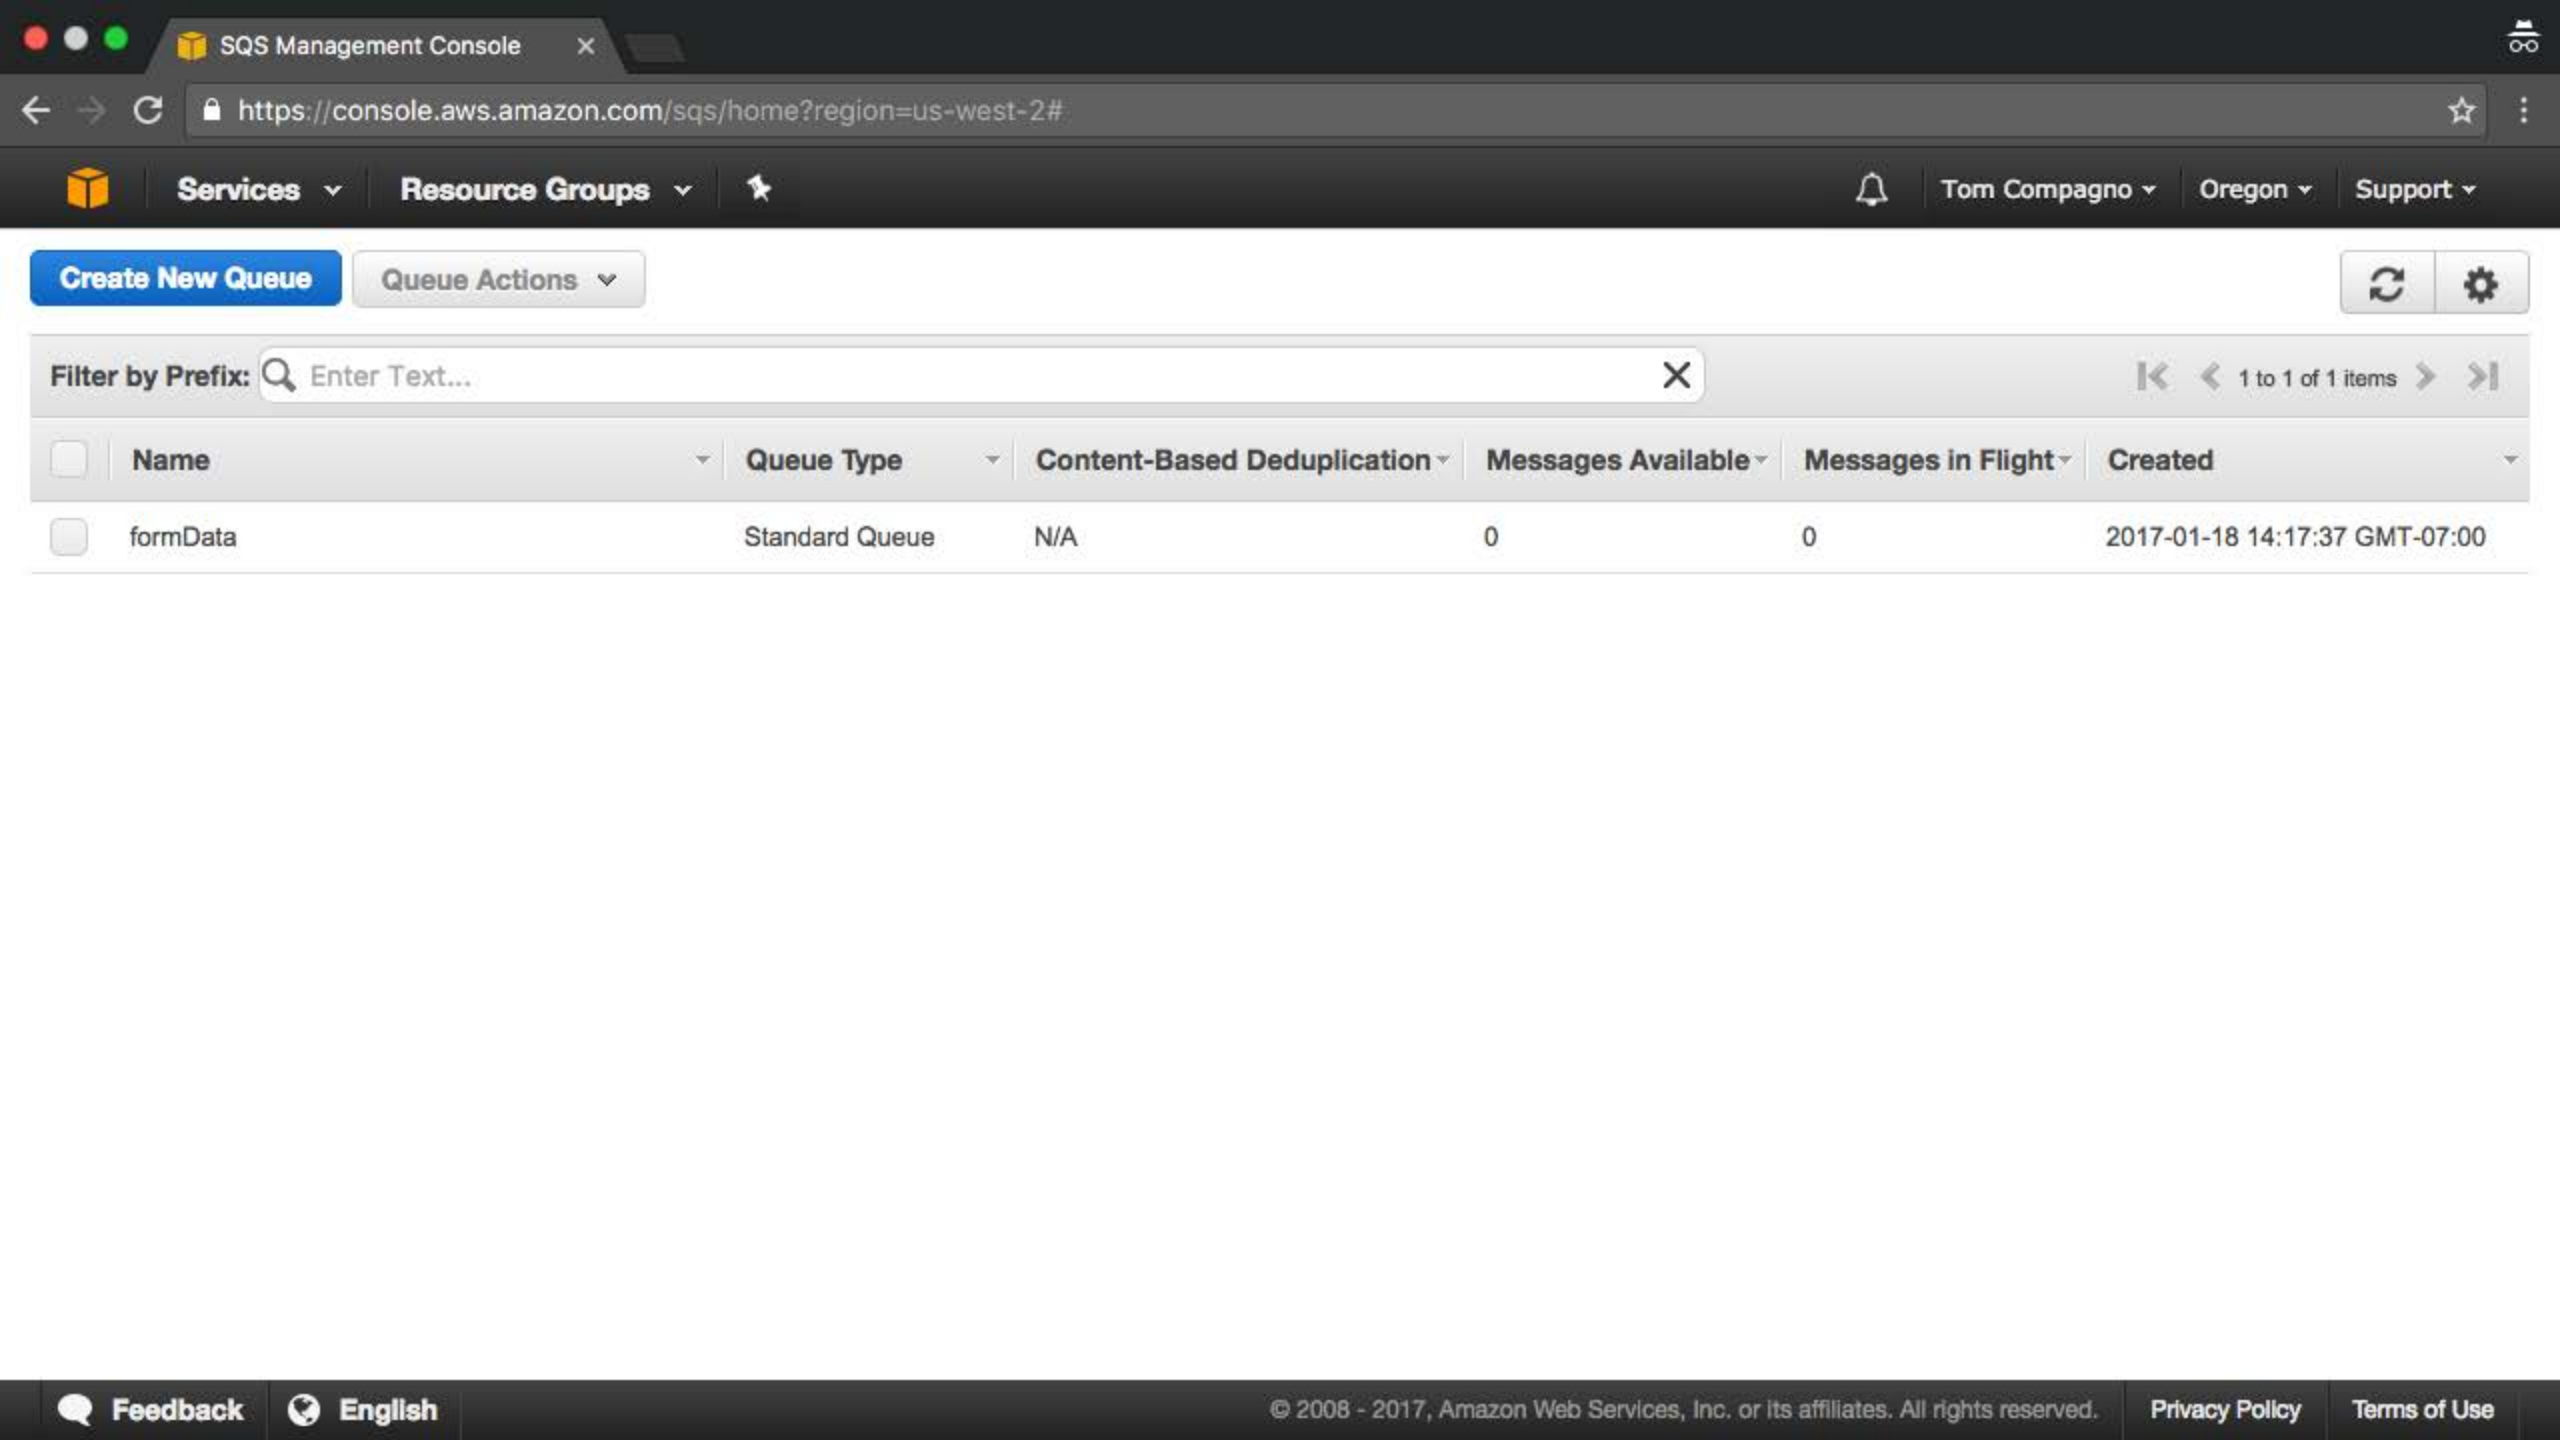 SQS Management Console
https://console.aws.amazon.com/sqs/home?region=us-west-2#
Services Resource Groups Tom Compagno Oregon Support
Create New Queue Queue Actions
Filter by Prefix: Enter Text... 1 to 1 of 1 items
Name Queue Type Content-Based Deduplication Messages Available Messages in Flight Created
formData Standard Queue N/A 0 0 2017-01-18 14:17:37 GMT-07:00
Feedback English © 2008 - 2017, Amazon Web Services, Inc. or its affiliates. All rights reserved. Privacy Policy Terms of Use